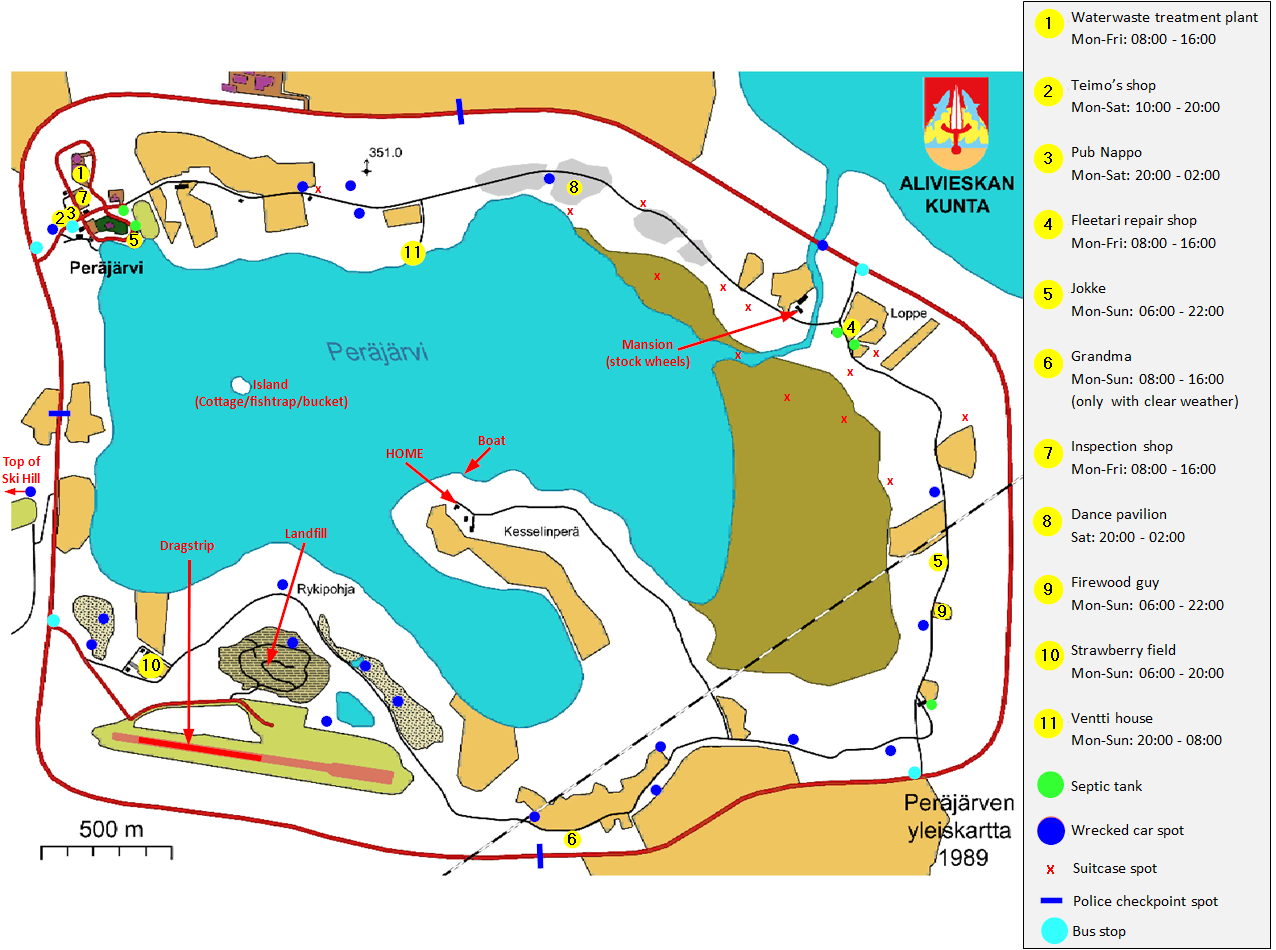 351.0
1
7
2
3
5
Peräjärvi
11
8
ALIVIESKAN
KUNTA
Loppe
4
Peräjärvi
Mansion
(stock wheels)
Island
(Cottage/fishtrap/bucket)
Top of
Ski Hill
HOME
Boat
Kesselinperä
Dragstrip
Landfill
Rykipohja
5
9
10
6
500 m
Peräjärven
yleiskartta
1989
1 Waterwaste treatment plant
Mon-Fri: 08:00 - 16:00
2 Teimo’s shop
Mon-Sat: 10:00 - 20:00
3 Pub Nappo
Mon-Sat: 20:00 - 02:00
4 Fleetari repair shop
Mon-Fri: 08:00 - 16:00
5 Jokke
Mon-Sun: 06:00 - 22:00
6 Grandma
Mon-Sun: 08:00 - 16:00
(only with clear weather)
7 Inspection shop
Mon-Fri: 08:00 - 16:00
8 Dance pavilion
Sat: 20:00 - 02:00
9 Firewood guy
Mon-Sun: 06:00 - 22:00
10 Strawberry field
Mon-Sun: 06:00 - 20:00
11 Ventti house
Mon-Sun: 20:00 - 08:00
Septic tank
Wrecked car spot
x Suitcase spot
Police checkpoint spot
Bus stop